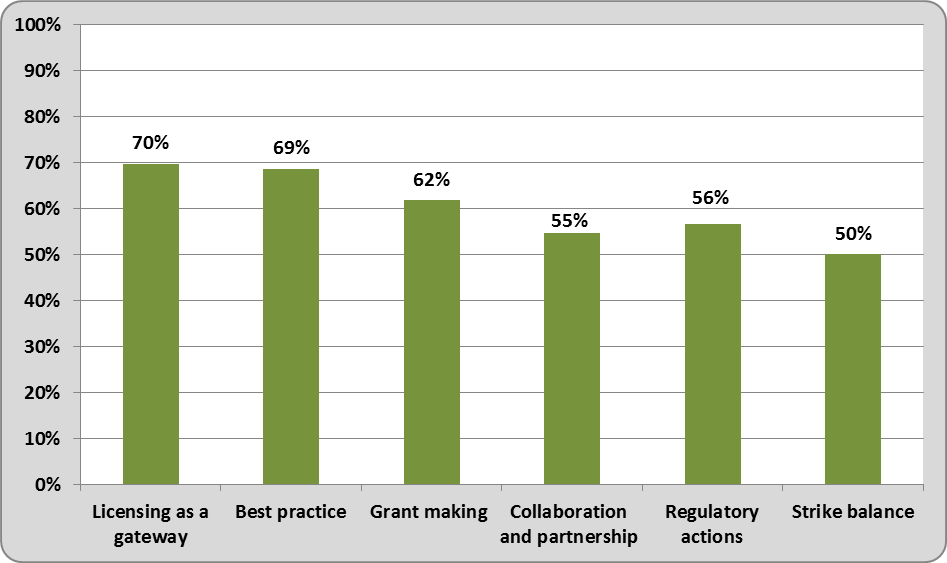 100%
90%
80%
70%
60%
50%
40%
30%
20%
10%
0%
70%
69%
62%
55%
56%
50%
Licensing as a
gateway
Best practice
Grant making
Collaboration
and partnership
Regulatory
actions
Strike balance